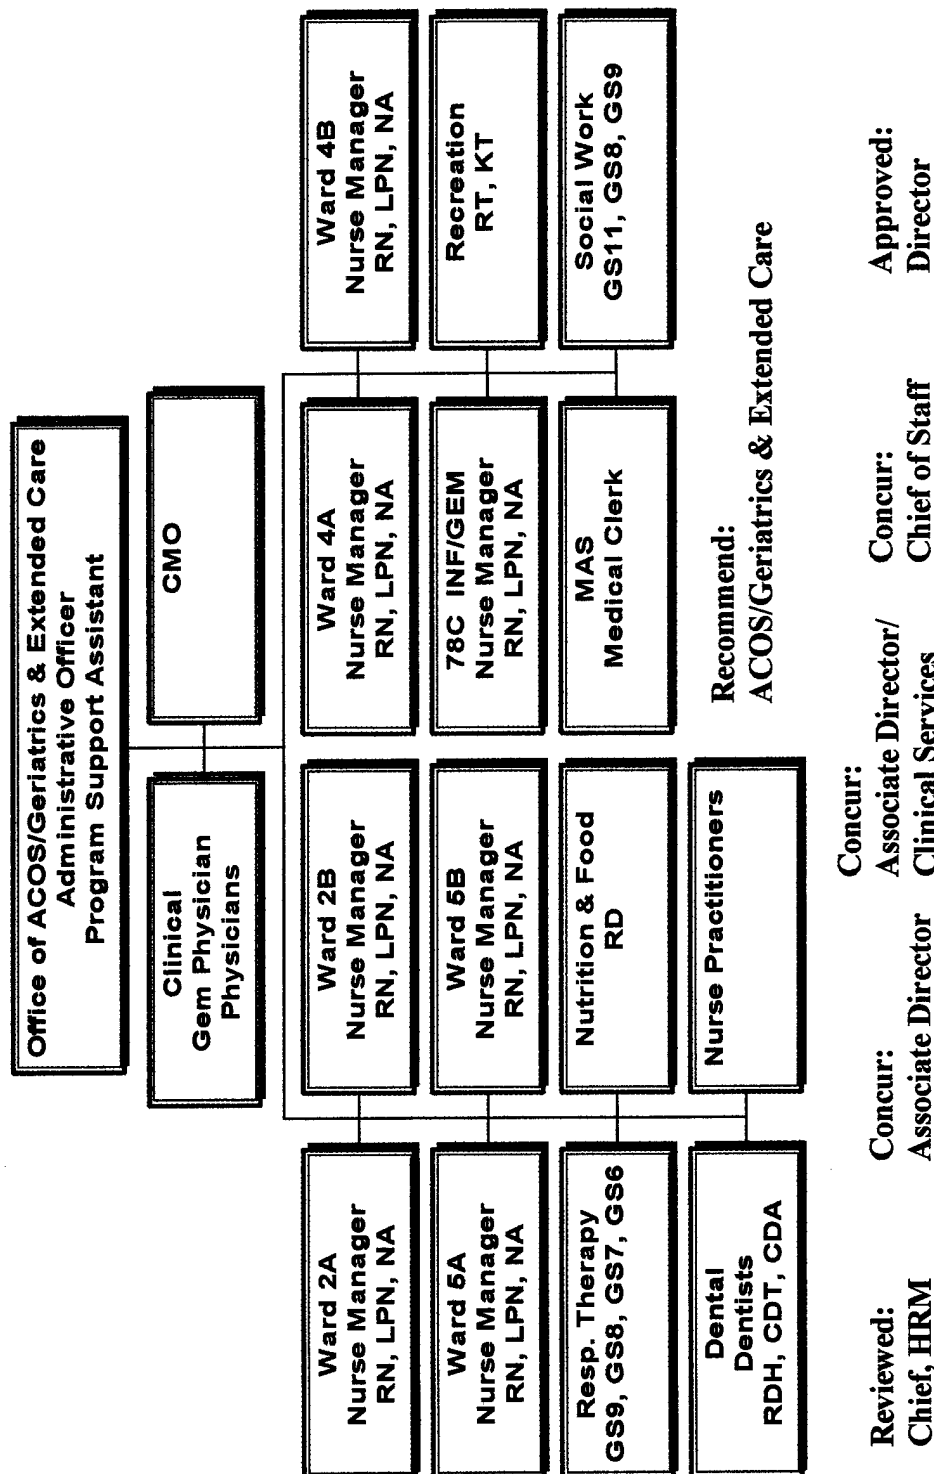 Office of ACOS/Geriatrics & Extended Care
Administrative Officer
Program Support Assistant
Clinical
Gem Physician
Physicians
CMO
Ward 2A
Nurse Manager
RN, LPN, NA
Ward 2B
Nurse Manager
RN, LPN, NA
Ward 4A
Nurse Manager
RN, LPN, NA
Ward 4B
Nurse Manager
RN, LPN, NA
Ward 5A
Nurse Manager
RN, LPN, NA
Ward 5B
Nurse Manager
RN, LPN, NA
78C INF/GEM
Nurse Manager
RN, LPN, NA
Recreation
RT, KT
Resp. Therapy
GS9, GS8, GS7, GS6
Nutrition & Food
RD
MAS
Medical Clerk
Social Work
GS11, GS8, GS9
Dental
Dentists
RDH, CDT, CDA
Nurse Practitioners
Recommend:
ACOS/Geriatrics & Extended Care
Reviewed:
Chief, HRM
Concur:
Associate Director
Concur:
Associate Director/
Clinical Services
Concur:
Chief of Staff
Approved:
Director